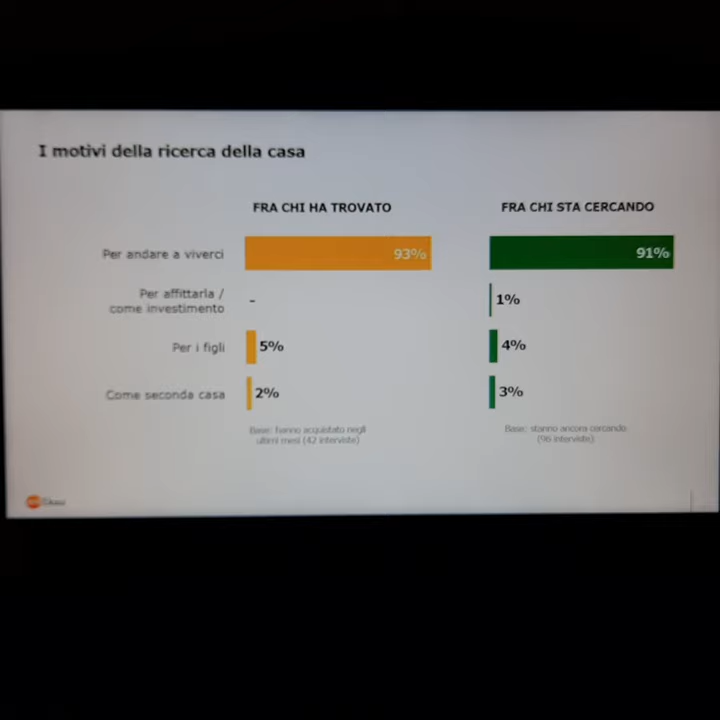 I motivi della ricerca della casa
FRA CHI HA TROVATO
FRA CHI STA CERCANDO
Per andare a viverci
93%
91%
Per affittarla /
come investimento
-
1%
Per i figli
5%
4%
Come seconda casa
2%
3%
Base: hanno acquistato negli
ultimi mesi (42 interviste)
Base: stanno ancora cercando
(96 interviste)